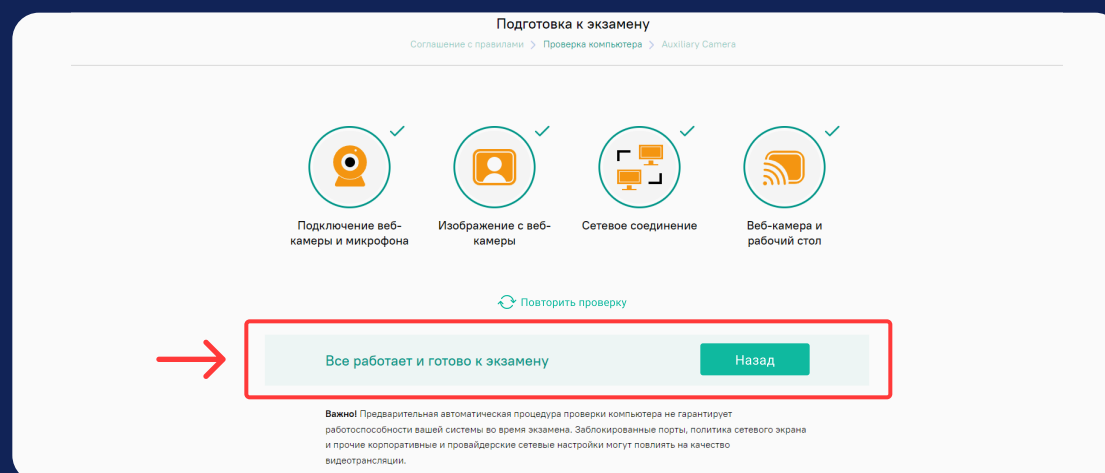 Подготовка к экзамену
Соглашение с правилами > Проверка компьютера > Auxiliary Camera
Подключение веб-
камеры и микрофона
Изображение с веб-
камеры
Сетевое соединение
Веб-камера и
рабочий стол
Повторить проверку
Все работает и готово к экзамену
Назад
Важно! Предварительная автоматическая процедура проверки компьютера не гарантирует
работоспособности вашей системы во время экзамена. Заблокированные порты, политика сетевого экрана
и прочие корпоративные и провайдерские сетевые настройки могут повлиять на качество
видеотрансляции.